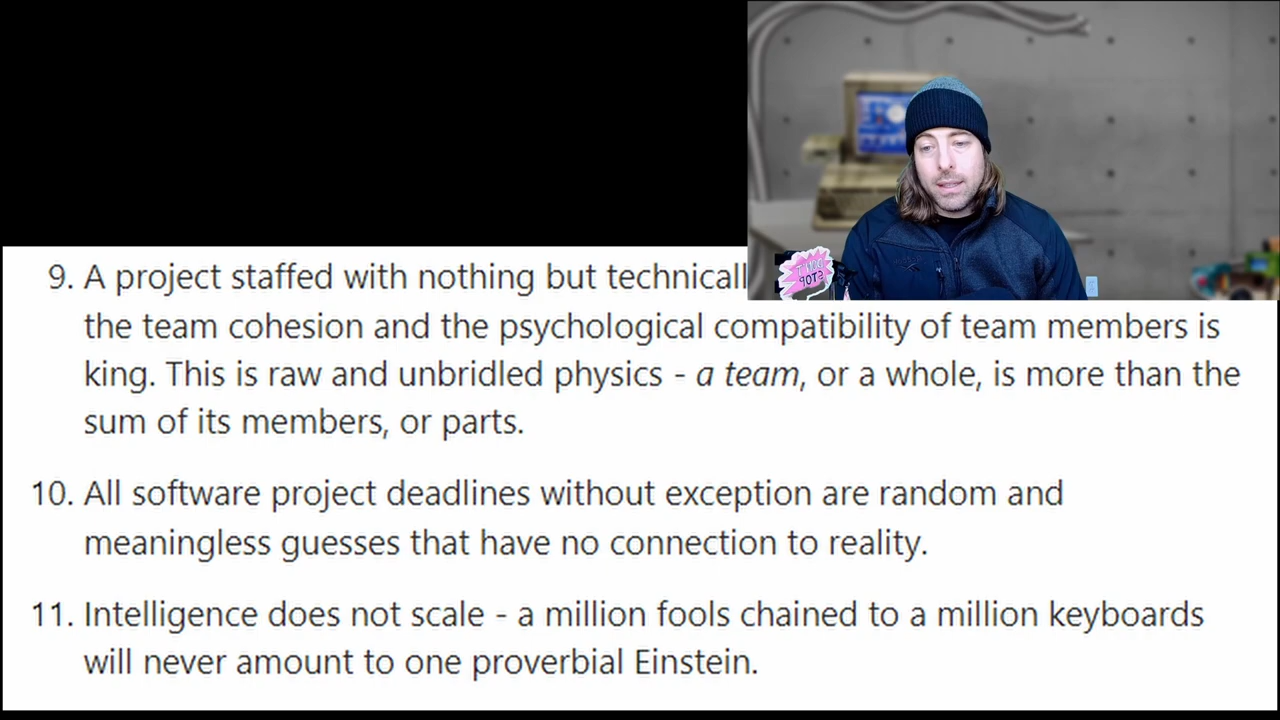 9. A project staffed with nothing but technicall
the team cohesion and the psychological compatibility of team members is
king. This is raw and unbridled physics - a team, or a whole, is more than the
sum of its members, or parts.
10. All software project deadlines without exception are random and
meaningless guesses that have no connection to reality.
11. Intelligence does not scale - a million fools chained to a million keyboards
will never amount to one proverbial Einstein.